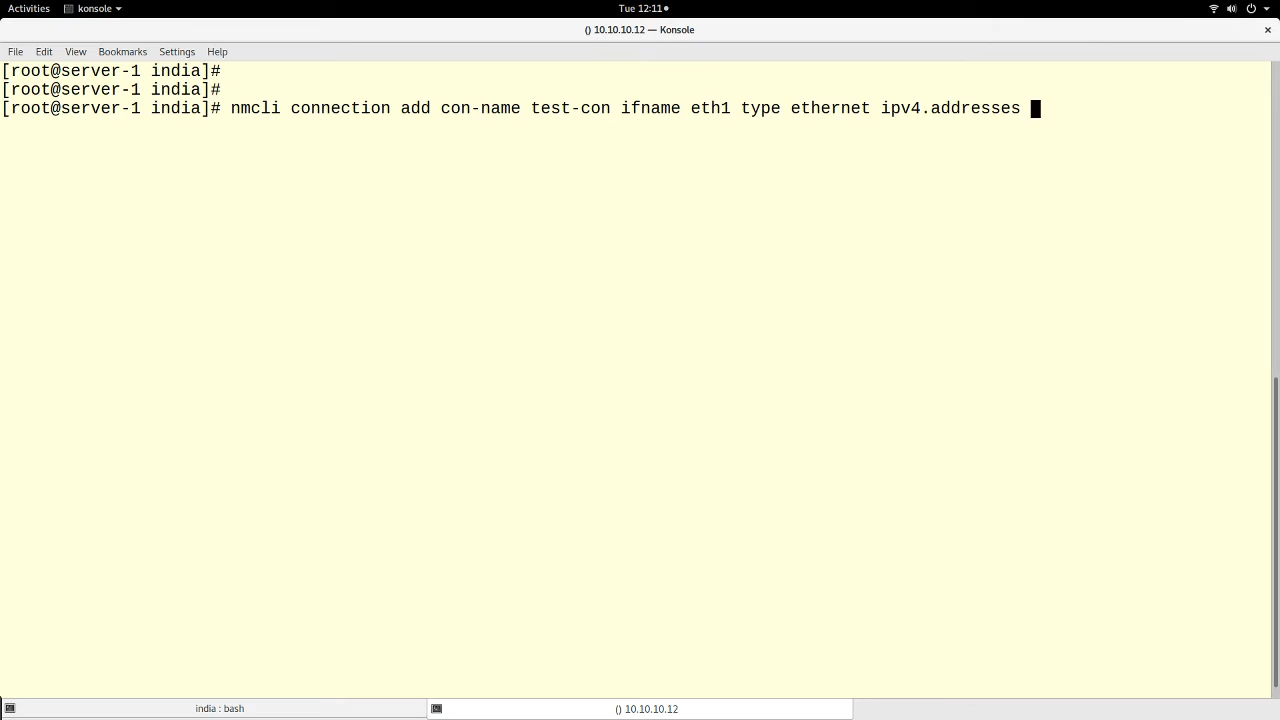 Activities konsole Tue 12:11
() 10.10.10.12 — Konsole
File Edit View Bookmarks Settings Help
[root@server-1 india]#
[root@server-1 india]#
[root@server-1 india]# nmcli connection add con-name test-con ifname eth1 type ethernet ipv4.addresses
india : bash () 10.10.10.12